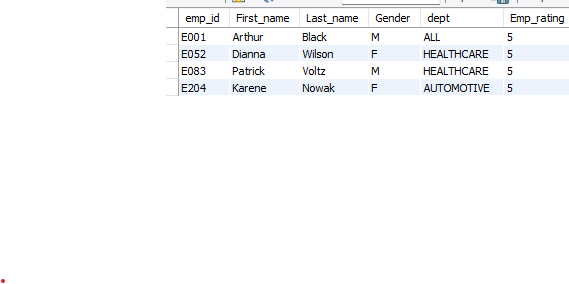 emp_id First_name Last_name Gender dept Emp_rating
E001 Arthur Black M ALL 5
E052 Dianna Wilson F HEALTHCARE 5
E083 Patrick Voltz M HEALTHCARE 5
E204 Karene Nowak F AUTOMOTIVE 5